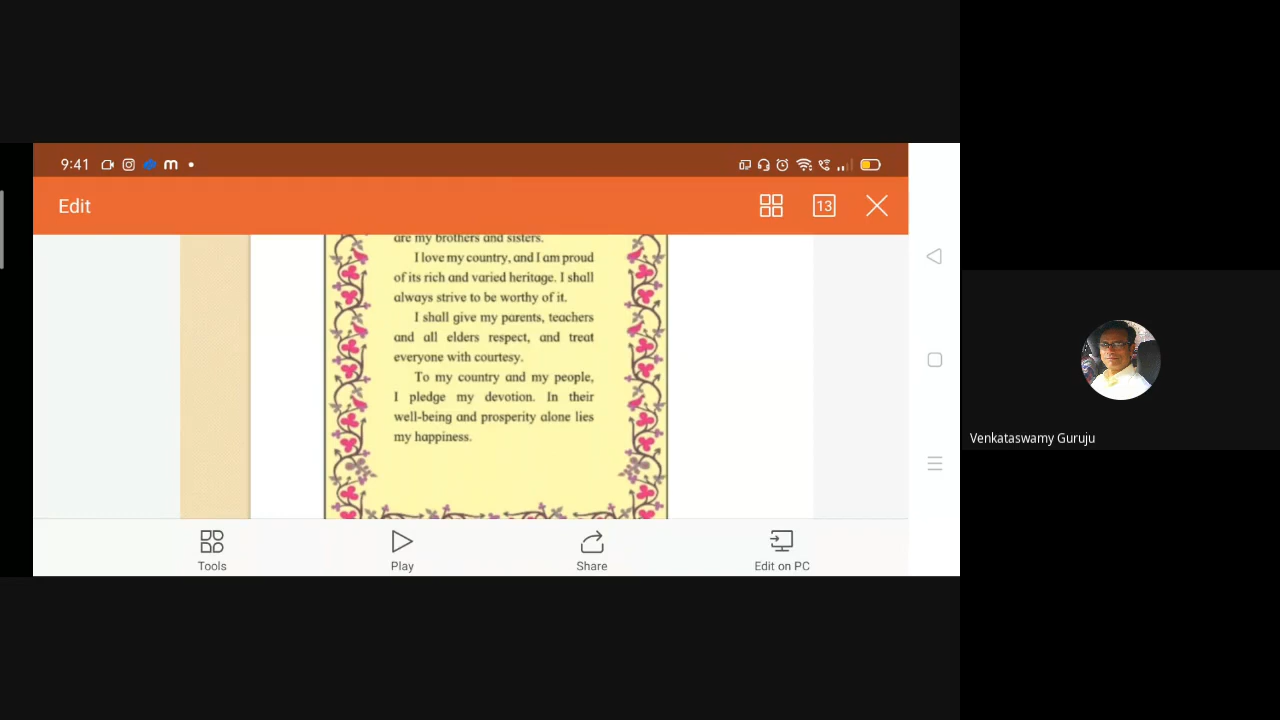 9:41
Edit
13
are my brothers and sisters.
I love my country, and I am proud
of its rich and varied heritage. I shall
always strive to be worthy of it.
I shall give my parents, teachers
and all elders respect, and treat
everyone with courtesy.
To my country and my people,
I pledge my devotion. In their
well-being and prosperity alone lies
my happiness.
Tools
Play
Share
Edit on PC
Venkataswamy Guruju